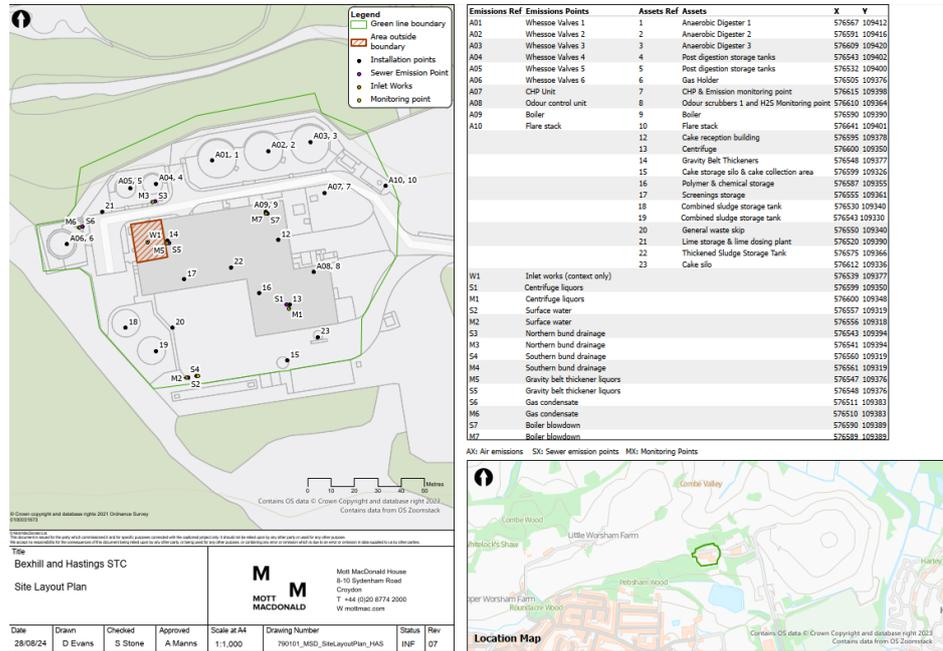 Legend
Green line boundary
Area outside
boundary
Installation points
Sewer Emission Point
Inlet Works
Monitoring point
A03, 3
A02, 2
A01, 1
A04, 4
A05, 5
M3 S3
A07, 7
A10, 10
21
A09, 9
M7 S7
M6 S6
A06, 6
W1 14
M5 S5
12
22
17
A08, 8
16
S1 13
M1
18
20
23
19
15
S4
M2
S2
0 10 20 30 40 50 Metres
Contains OS data © Crown Copyright and database right 2023
Contains data from OS Zoomstack
© Crown copyright and database rights 2021 Ordnance Survey
Title
Bexhill and Hastings STC
Site Layout Plan
M
M
MOTT
MACDONALD
Mott MacDonald House
8-10 Sydenham Road
Croydon
T +44 (0)20 8774 2000
W mottmac.com
Date Drawn Checked Approved Scale at A4 Drawing Number Status Rev
28/08/24 D Evans S Stone A Manns 1:1,000 790101_MSD_SiteLayoutPlan_HAS INF 07
Emissions Ref Emissions Points Assets Ref Assets X Y
A01 Whessoe Valves 1 1 Anaerobic Digester 1 576567 109412
A02 Whessoe Valves 2 2 Anaerobic Digester 2 576591 109416
A03 Whessoe Valves 3 3 Anaerobic Digester 3 576609 109420
A04 Whessoe Valves 4 4 Post digestion storage tanks 576543 109402
A05 Whessoe Valves 5 5 Post digestion storage tanks 576532 109400
A06 Whessoe Valves 6 6 Gas Holder 576505 109376
A07 CHP Unit 7 CHP & Emission monitoring point 576615 109398
A08 Odour control unit 8 Odour scrubbers 1 and H2S Monitoring point 576610 109364
A09 Boiler 9 Boiler 576590 109390
A10 Flare stack 10 Flare stack 576641 109401
12 Cake reception building 576595 109378
13 Centrifuge 576600 109350
14 Gravity Belt Thickeners 576548 109377
15 Cake storage silo & cake collection area 576599 109326
16 Polymer & chemical storage 576587 109355
17 Screenings storage 576555 109361
18 Combined sludge storage tank 576530 109340
19 Combined sludge storage tank 576543 109330
20 General waste skip 576550 109340
21 Lime storage & lime dosing plant 576520 109390
22 Thickened Sludge Storage Tank 576575 109366
23 Cake silo 576612 109336
W1 Inlet works (context only) 576539 109377
S1 Centrifuge liquors 576599 109350
M1 Centrifuge liquors 576600 109348
S2 Surface water 576557 109319
M2 Surface water 576556 109318
S3 Northern bund drainage 576543 109394
M3 Northern bund drainage 576541 109394
S4 Southern bund drainage 576560 109319
M4 Southern bund drainage 576561 109319
M5 Gravity belt thickener liquors 576547 109376
S5 Gravity belt thickener liquors 576548 109376
S6 Gas condensate 576511 109383
M6 Gas condensate 576510 109383
S7 Boiler blowdown 576590 109389
M7 Boiler blowdown 576589 109389
AX: Air emissions SX: Sewer emission points MX: Monitoring Points
Combe Valley
Combe Wood
Little Worsham Farm
Pebsham Wood
Roundacre Wood
Location Map
Contains OS data © Crown Copyright and database right 2023
Contains data from OS Zoomstack